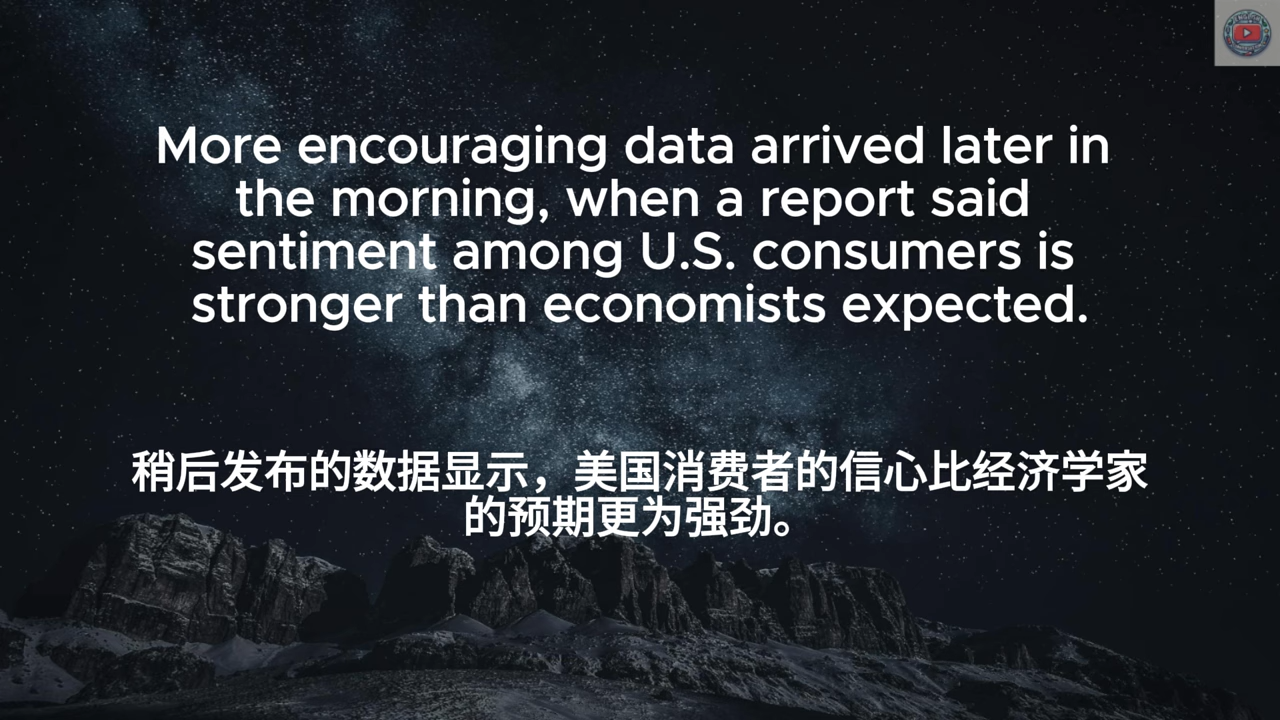 More encouraging data arrived later in
the morning, when a report said
sentiment among U.S. consumers is
stronger than economists expected.
稍后发布的数据显示，美国消费者的信心比经济学家
的预期更为强劲。